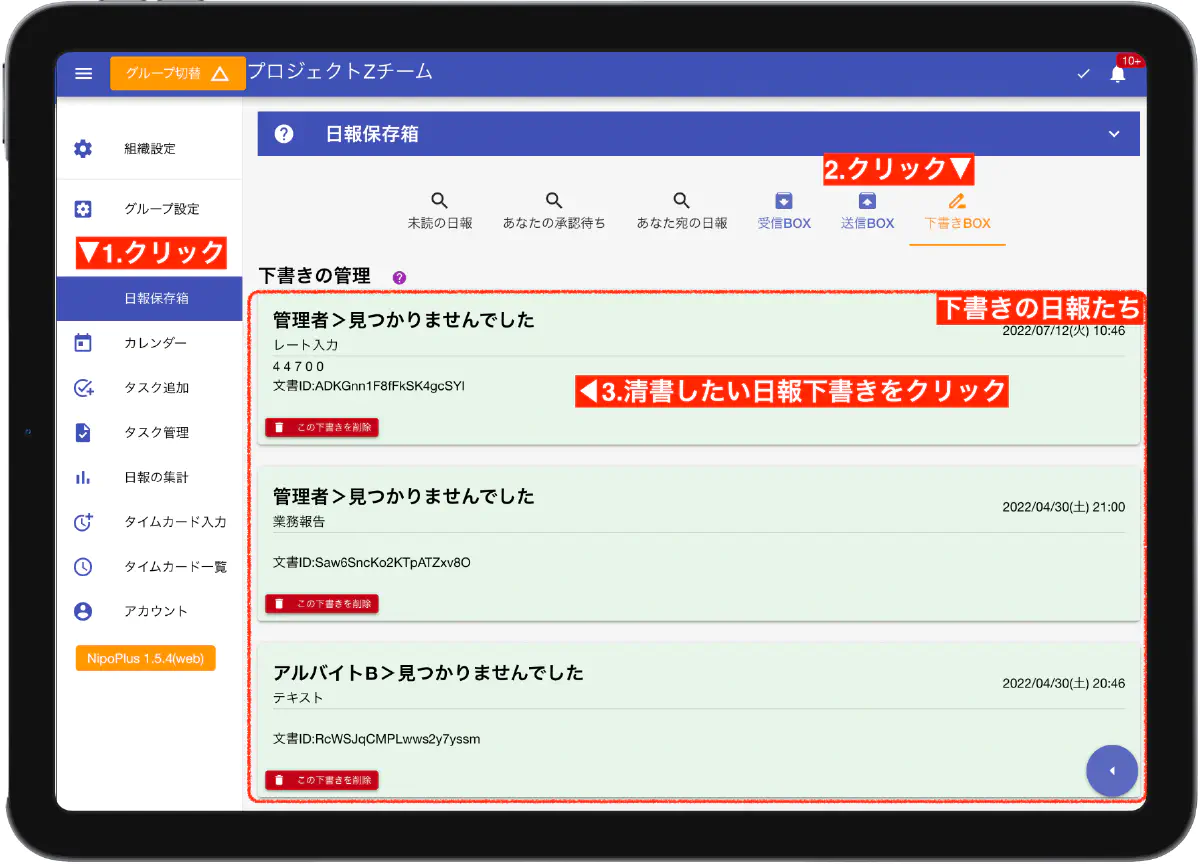 グループ切替
プロジェクトZチーム
10+
組織設定
グループ設定
▼1.クリック
日報保存箱
カレンダー
タスク追加
タスク管理
日報の集計
タイムカード入力
タイムカード一覧
アカウント
NipoPlus 1.5.4(web)
日報保存箱
2.クリック▼
未読の日報
あなたの承認待ち
あなた宛の日報
受信BOX
送信BOX
下書きBOX
下書きの管理
下書きの日報たち
管理者＞見つかりませんでした
2022/07/12(火) 10:46
レート入力
4 4 7 0 0
文書ID:ADKGnn1F8fFkSK4gcSYI
◀3.清書したい日報下書きをクリック
この下書きを削除
管理者＞見つかりませんでした
2022/04/30(土) 21:00
業務報告
文書ID:Saw6SncKo2KTpATZxv8O
この下書きを削除
アルバイトB＞見つかりませんでした
2022/04/30(土) 20:46
テキスト
文書ID:RcWSJqCMPLwws2y7yssm
この下書きを削除